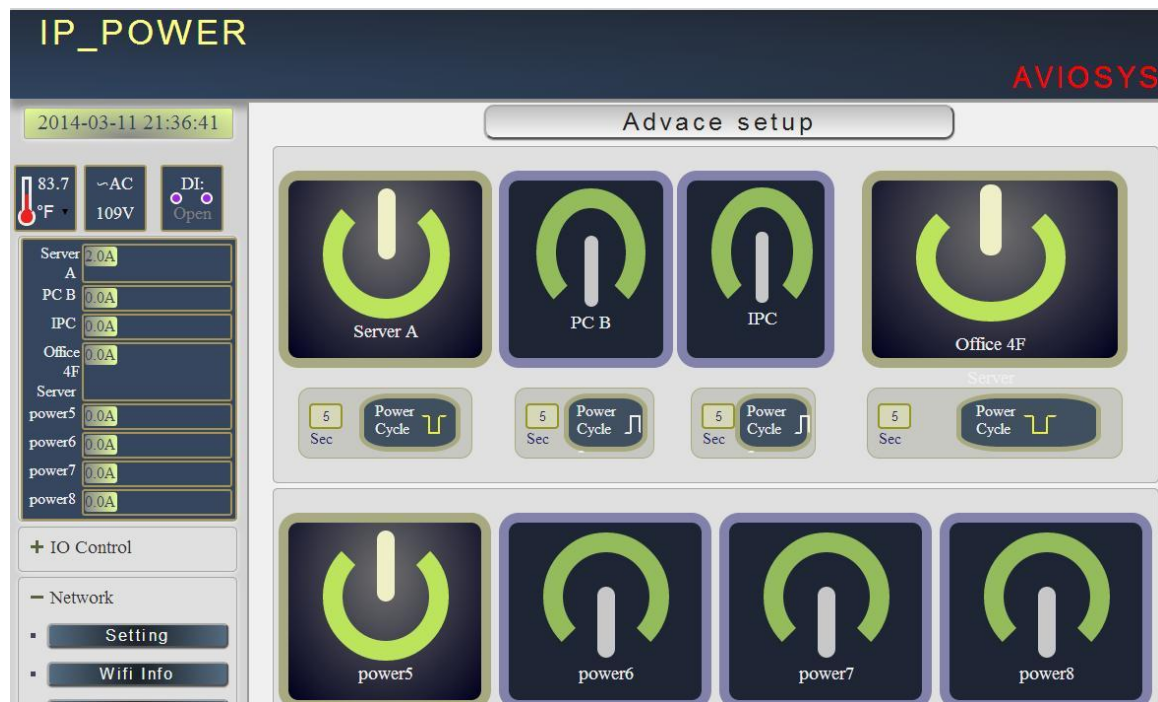 IP_POWER
AVIOSYS
2014-03-11 21:36:41
Advace setup
83.7
°F
~AC
109V
DI:
Open
Server A
2.0A
PC B
0.0A
IPC
0.0A
Office 4F Server
0.0A
power5
0.0A
power6
0.0A
power7
0.0A
power8
0.0A
+ IO Control
− Network
Setting
Wifi Info
Server A
PC B
IPC
Office 4F
Server
5
Sec
Power
Cycle
5
Sec
Power
Cycle
5
Sec
Power
Cycle
5
Sec
Power
Cycle
power5
power6
power7
power8